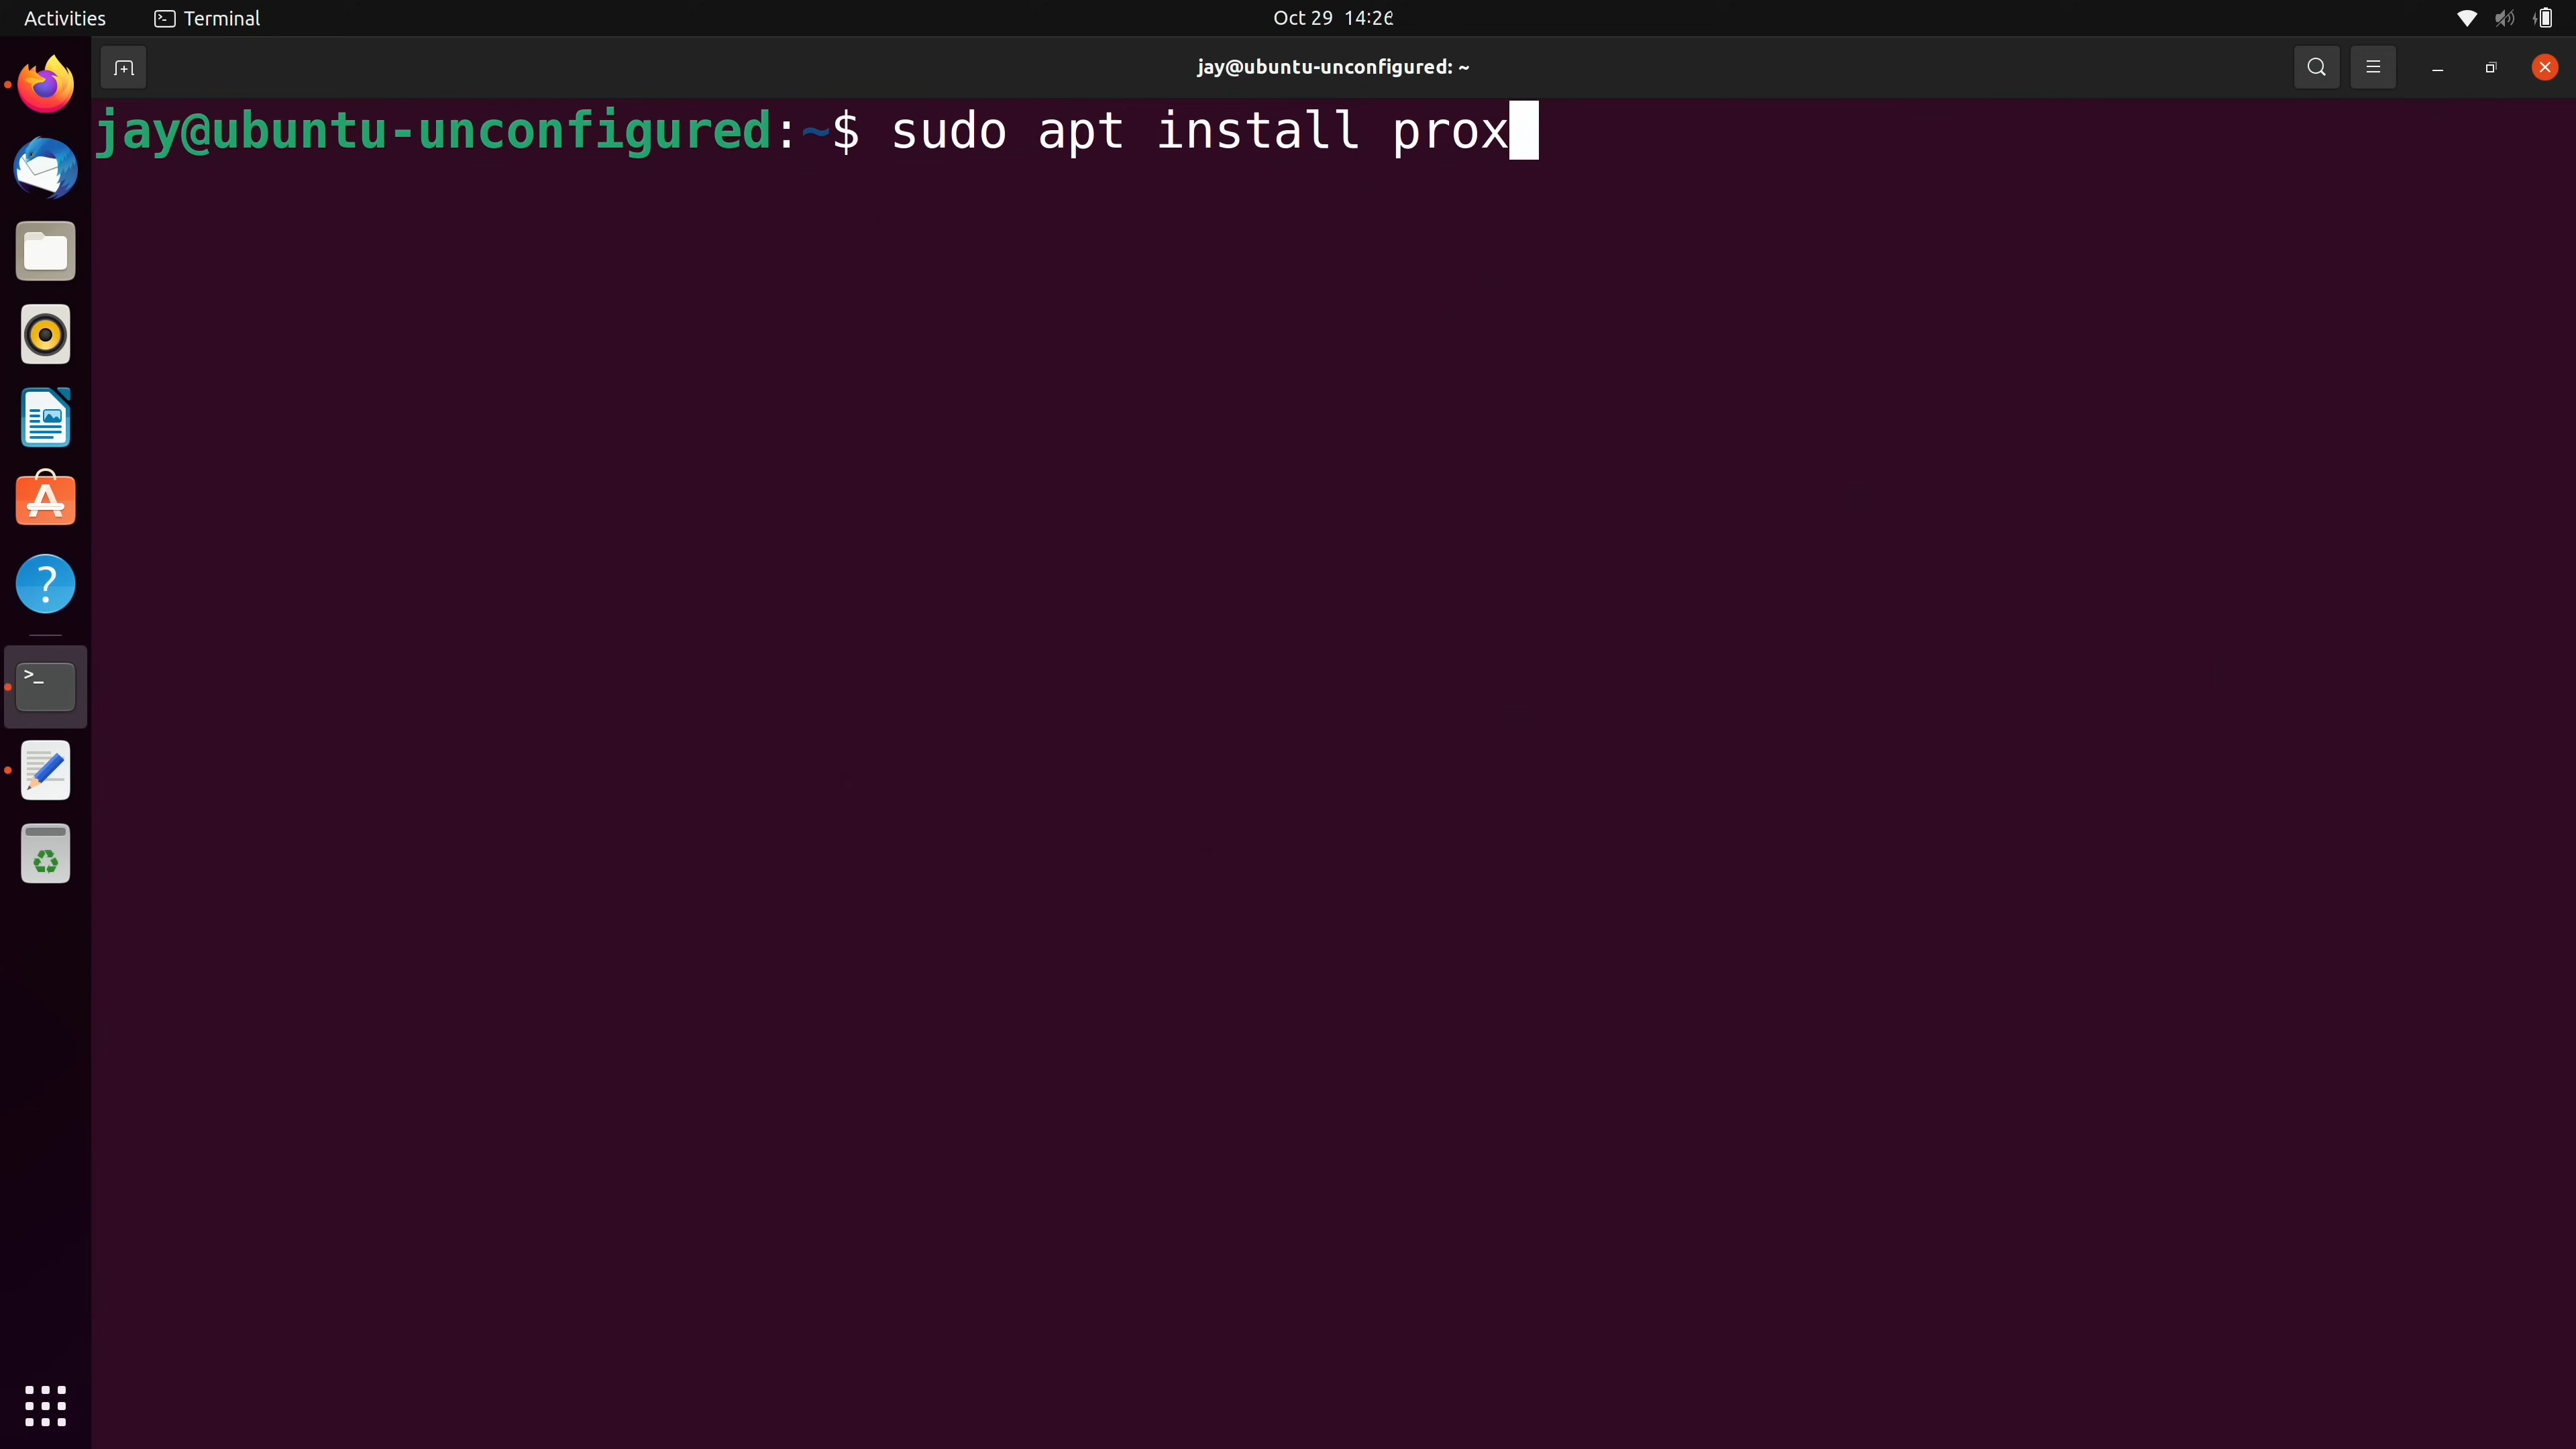 Activities
Terminal
Oct 29 14:26
jay@ubuntu-unconfigured: ~
jay@ubuntu-unconfigured:~$ sudo apt install prox